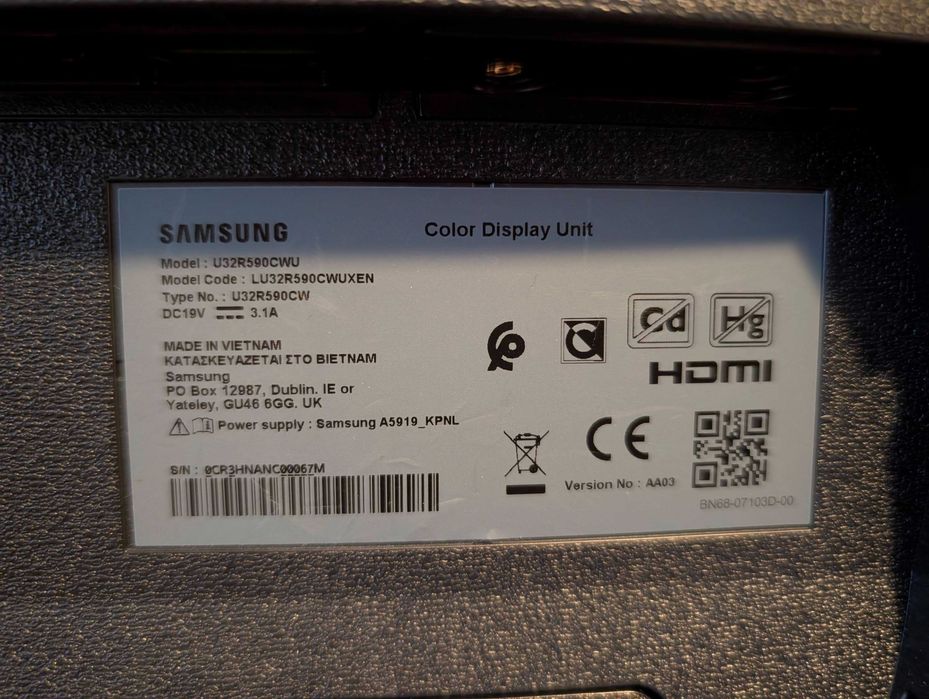 SAMSUNG
Color Display Unit
Model : U32R590CWU
Model Code : LU32R590CWUXEN
Type No. : U32R590CW
DC19V 3.1A
MADE IN VIETNAM
ΚΑΤΑΣΚΕΥΑΖΕΤΑΙ ΣΤΟ ΒΙΕΤΝΑΜ
Samsung
PO Box 12987, Dublin. IE or
Yateley, GU46 6GG. UK
Power supply : Samsung A5919_KPNL
S/N : 0CR3HNANC00067M
Cd
Hg
HDMI
CE
Version No : AA03
BN68-07103D-00